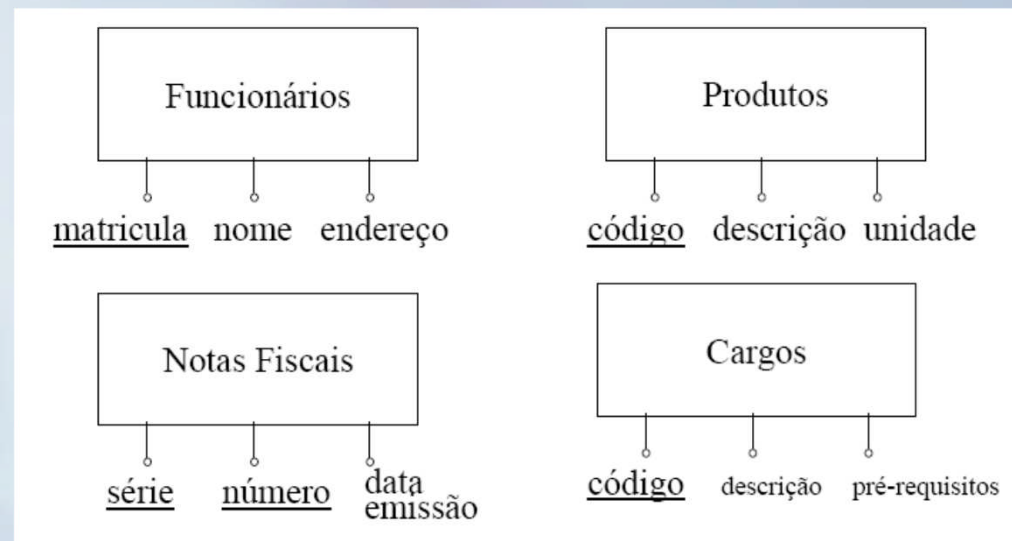 Funcionários
Produtos
matricula nome endereço
código descrição unidade
Notas Fiscais
Cargos
série número data
emissão
código descrição pré-requisitos